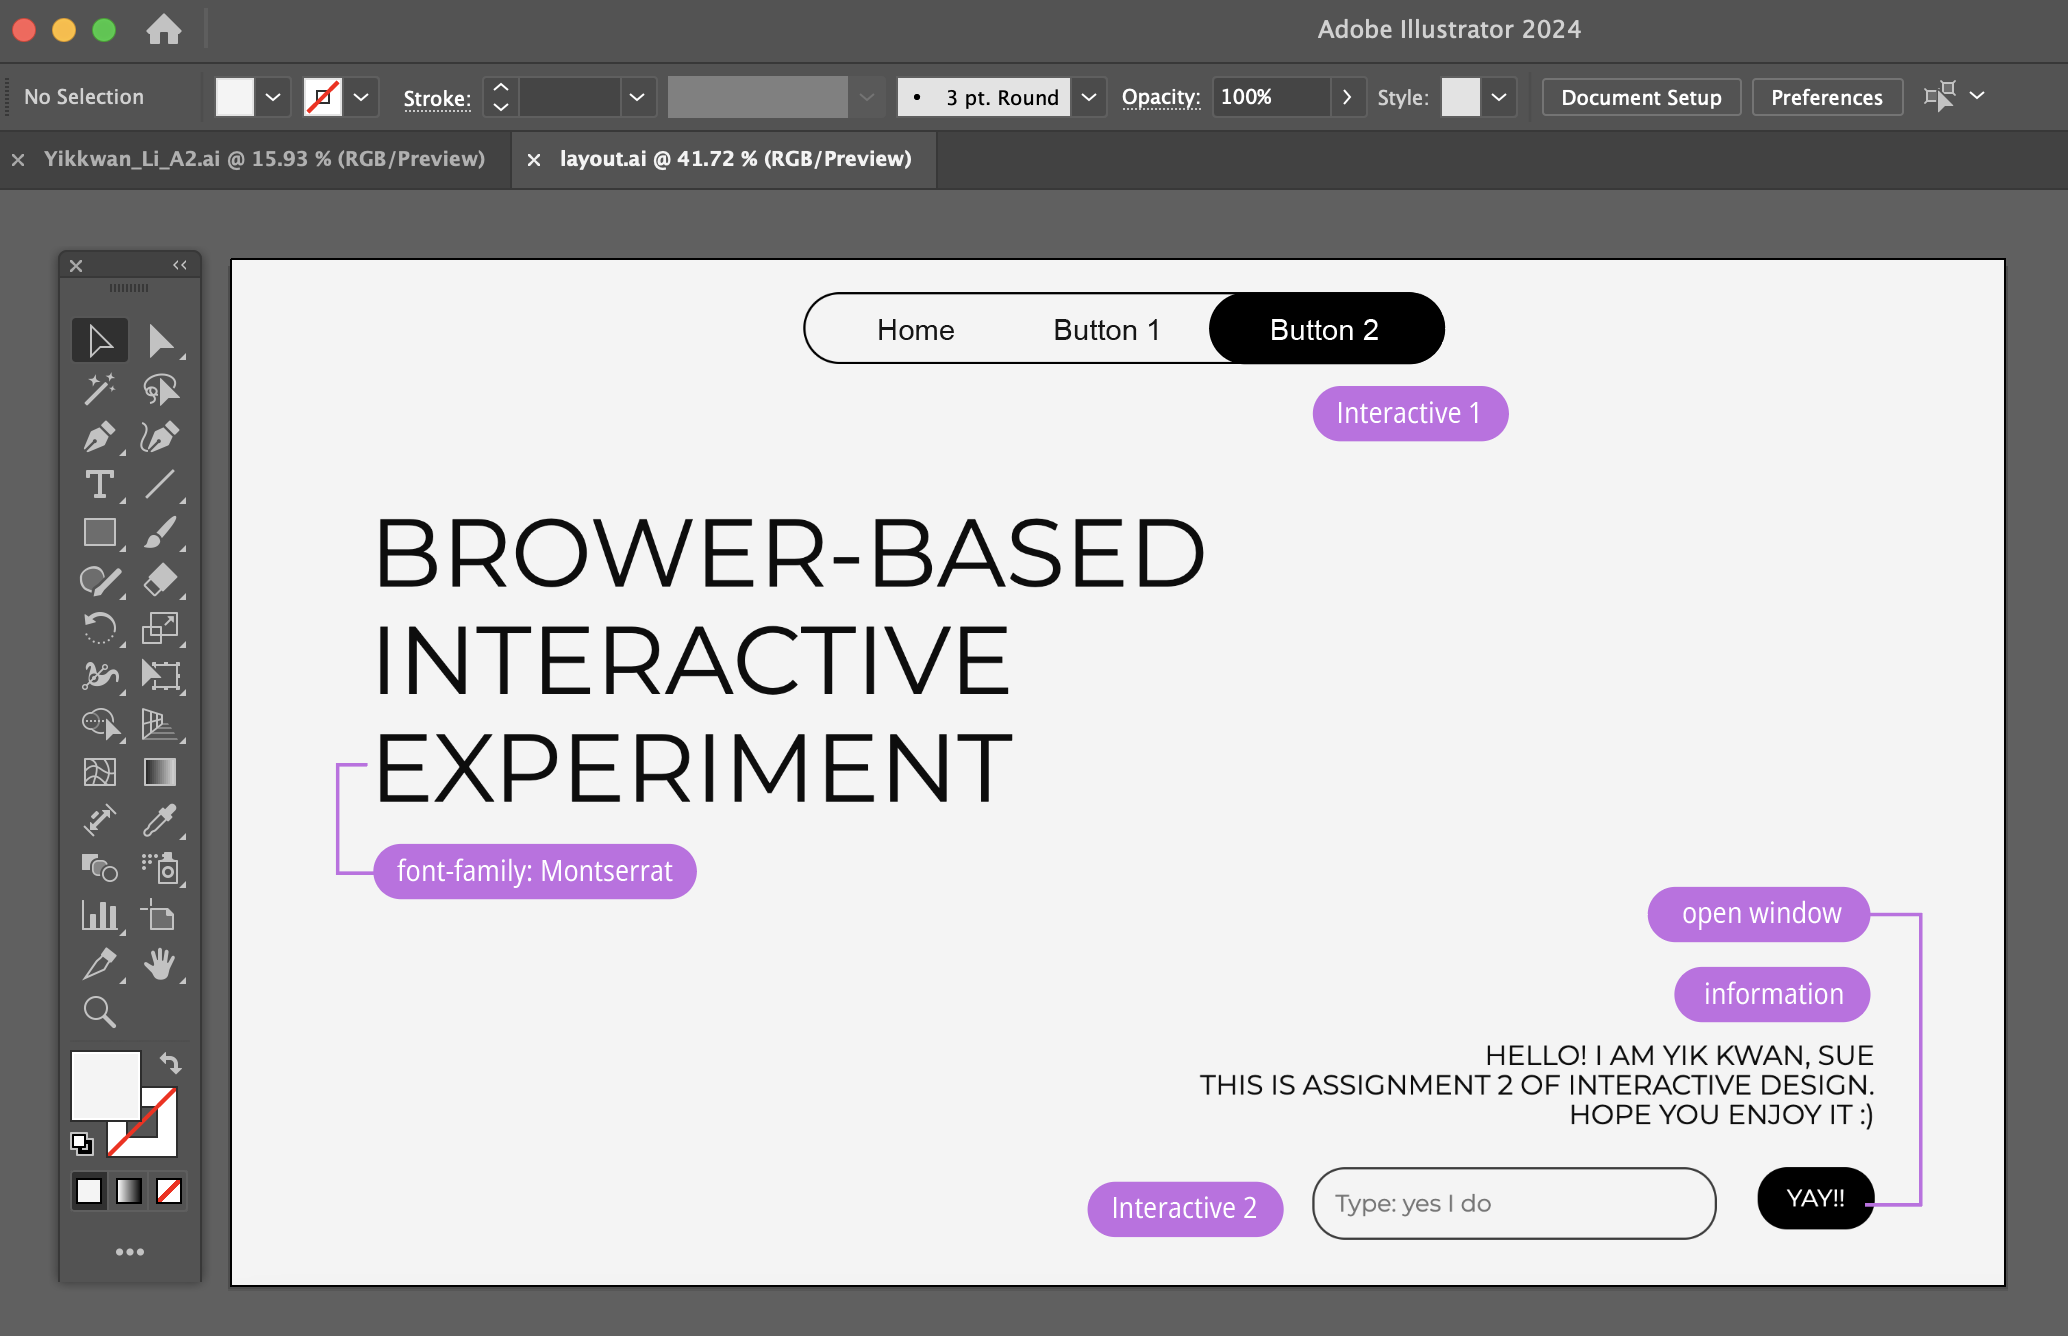 Adobe Illustrator 2024
No Selection
Stroke:
3 pt. Round
Opacity: 100%
Style:
Document Setup
Preferences
Yikkwan_Li_A2.ai @ 15.93 % (RGB/Preview)
layout.ai @ 41.72 % (RGB/Preview)
Home
Button 1
Button 2
Interactive 1
BROWER-BASED
INTERACTIVE
EXPERIMENT
font-family: Montserrat
open window
information
HELLO! I AM YIK KWAN, SUE
THIS IS ASSIGNMENT 2 OF INTERACTIVE DESIGN.
HOPE YOU ENJOY IT :)
Interactive 2
Type: yes I do
YAY!!